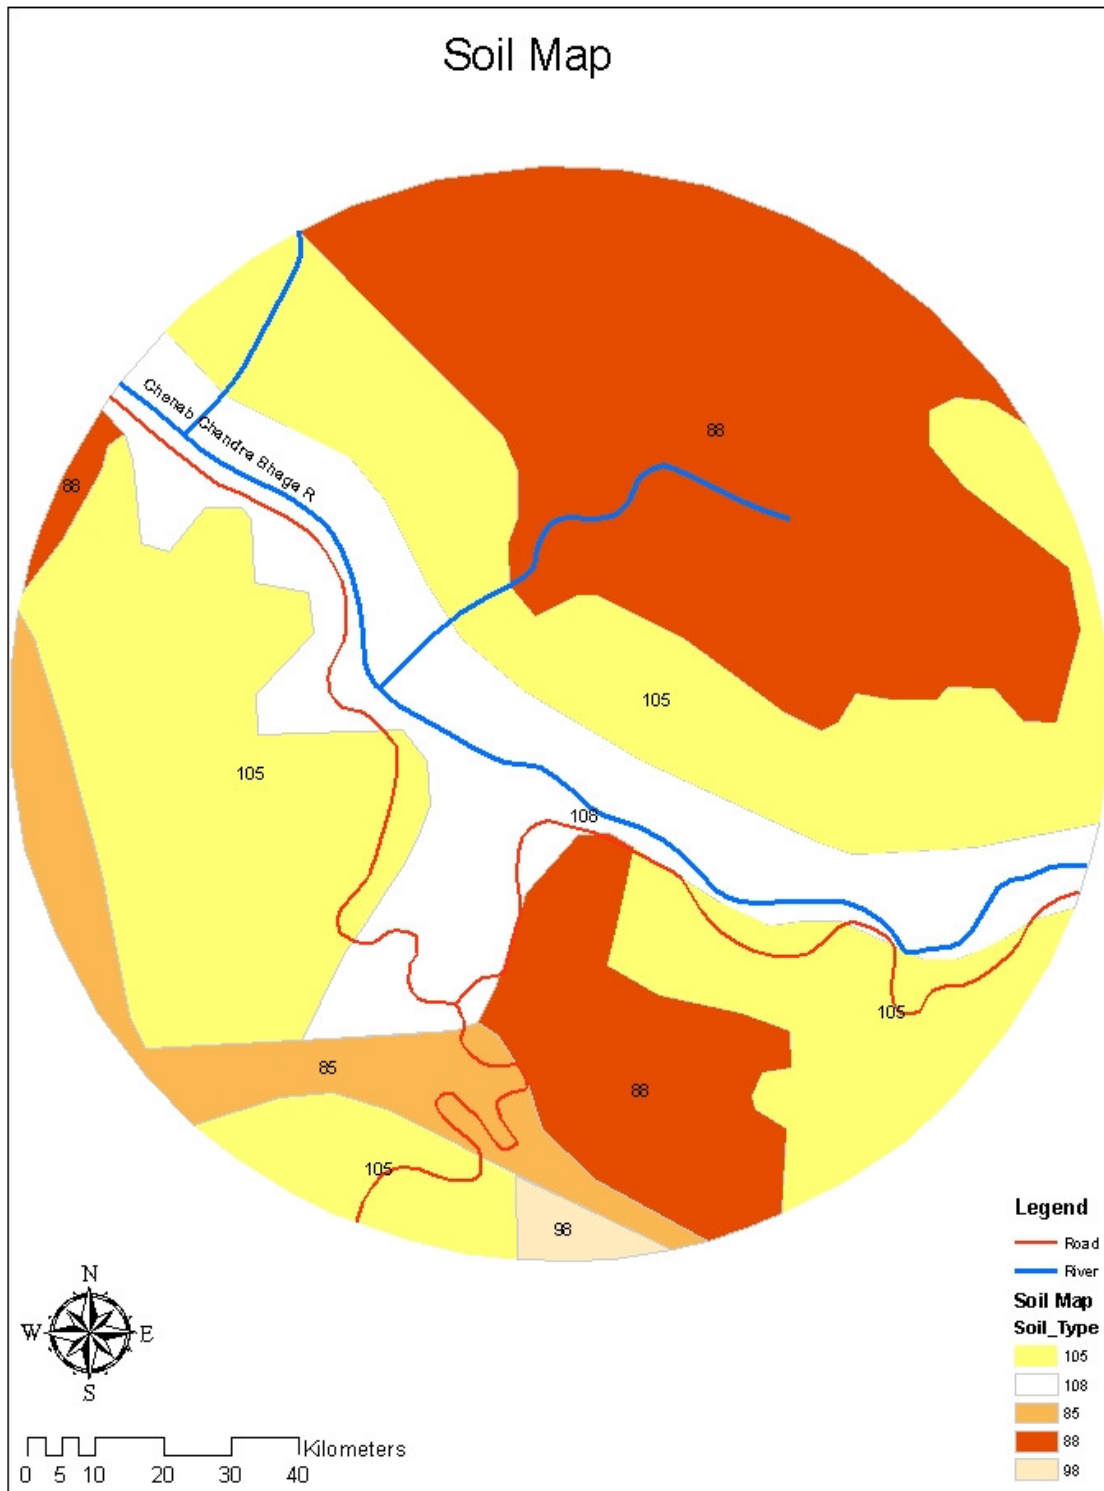 Soil Map
Chenab Chandra Bhaga R
88
88
105
105
108
105
85
88
105
98
Legend
Road
River
Soil Map
Soil_Type
105
108
85
88
98
N
W E
S
Kilometers
0 5 10 20 30 40